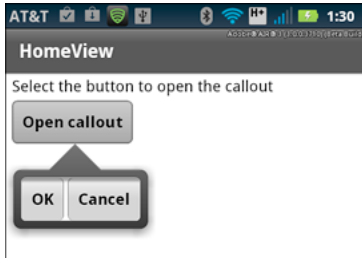 AT&T H+ 1:30
HomeView
Select the button to open the callout
Open callout
OK Cancel